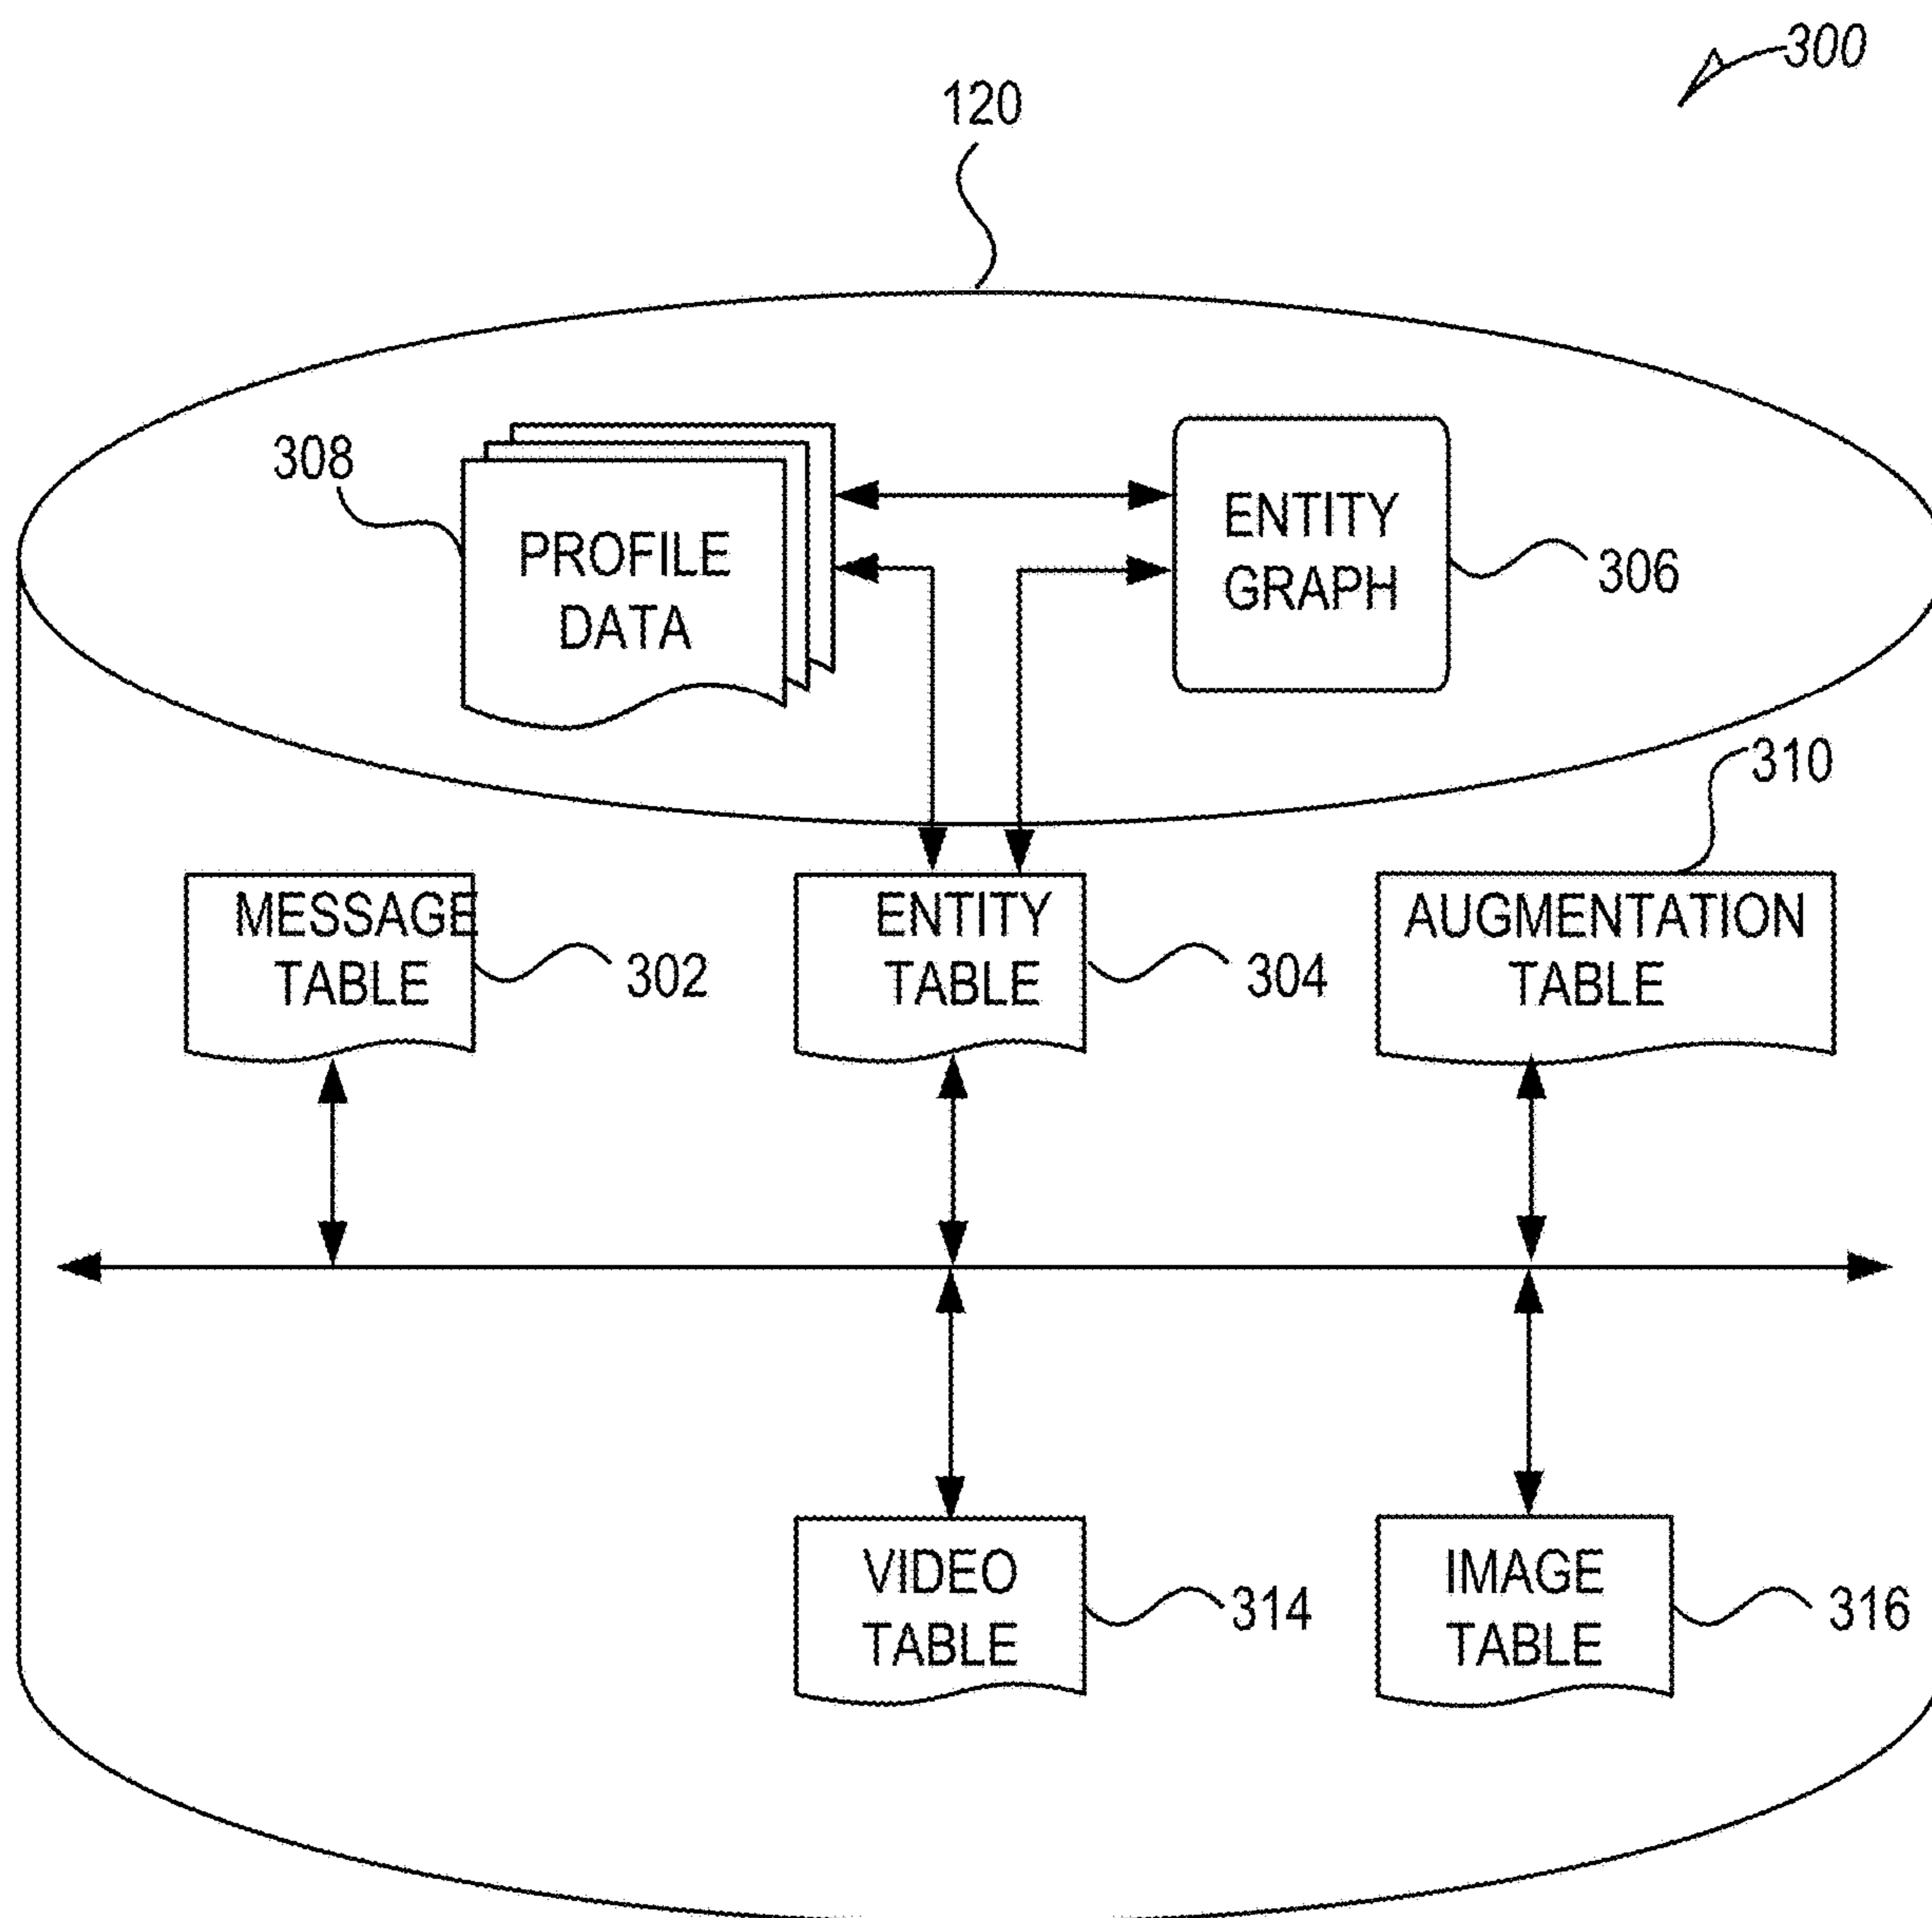 300
120
308
PROFILE
DATA
ENTITY
GRAPH
306
310
MESSAGE
TABLE
302
ENTITY
TABLE
304
AUGMENTATION
TABLE
VIDEO
TABLE
314
IMAGE
TABLE
316